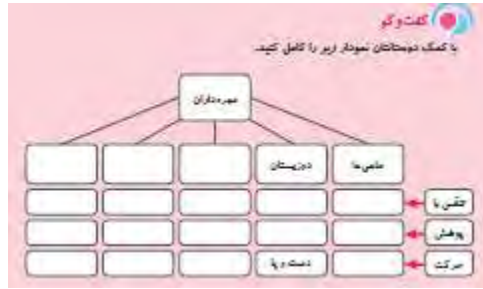 گفت و گو
با کمک دوستانتان نمودار زیر را کامل کنید.
مهره‌داران
ماهی‌ها
دوزیستان
تنفس با
پوشش
حرکت
دست و پا